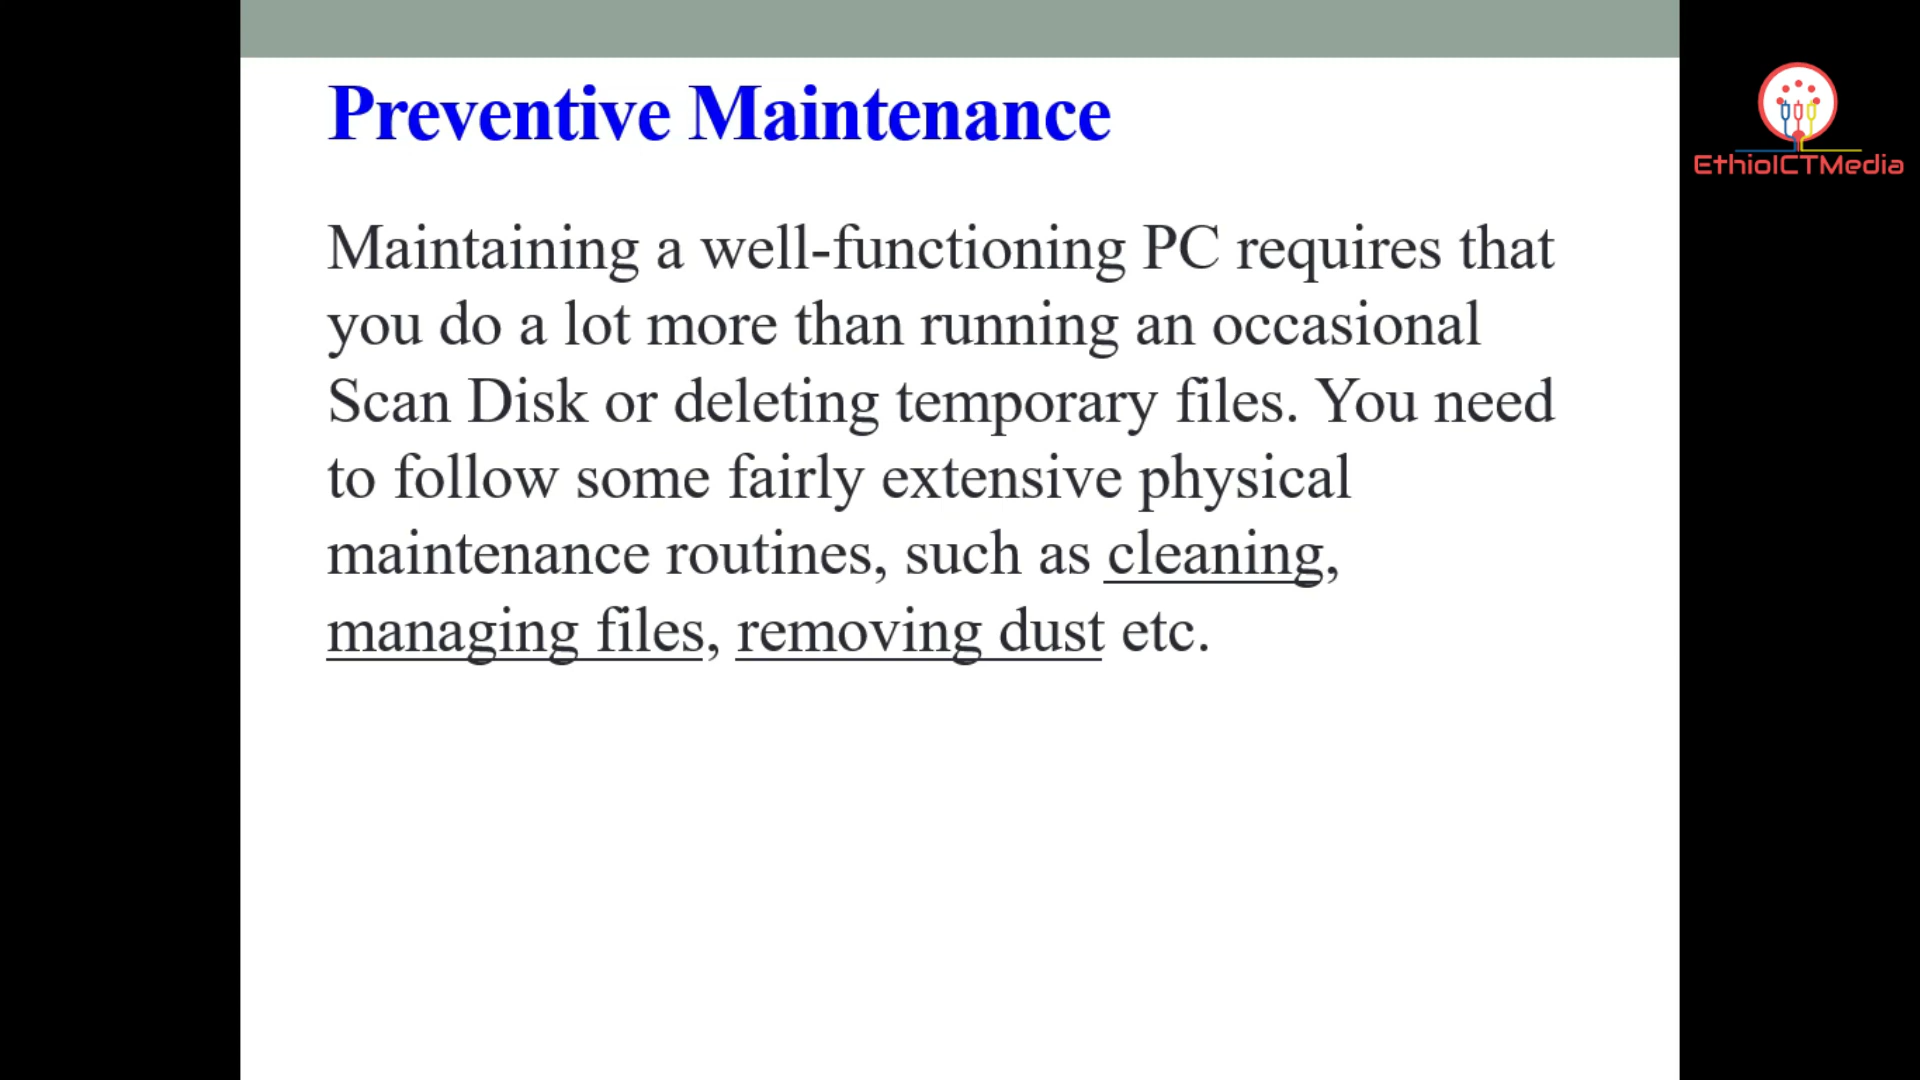 Preventive Maintenance
EthioICTMedia
Maintaining a well-functioning PC requires that
you do a lot more than running an occasional
Scan Disk or deleting temporary files. You need
to follow some fairly extensive physical
maintenance routines, such as cleaning,
managing files, removing dust etc.